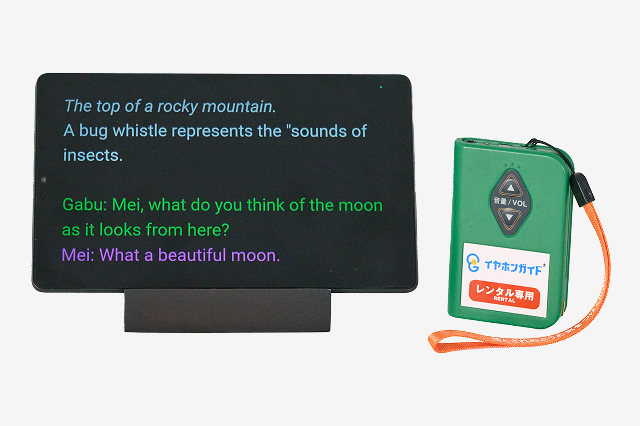 The top of a rocky mountain.
A bug whistle represents the "sounds of
insects.
Gabu: Mei, what do you think of the moon
as it looks from here?
Mei: What a beautiful moon.
音量/VOL
イヤホンガイド
レンタル専用
RENTAL